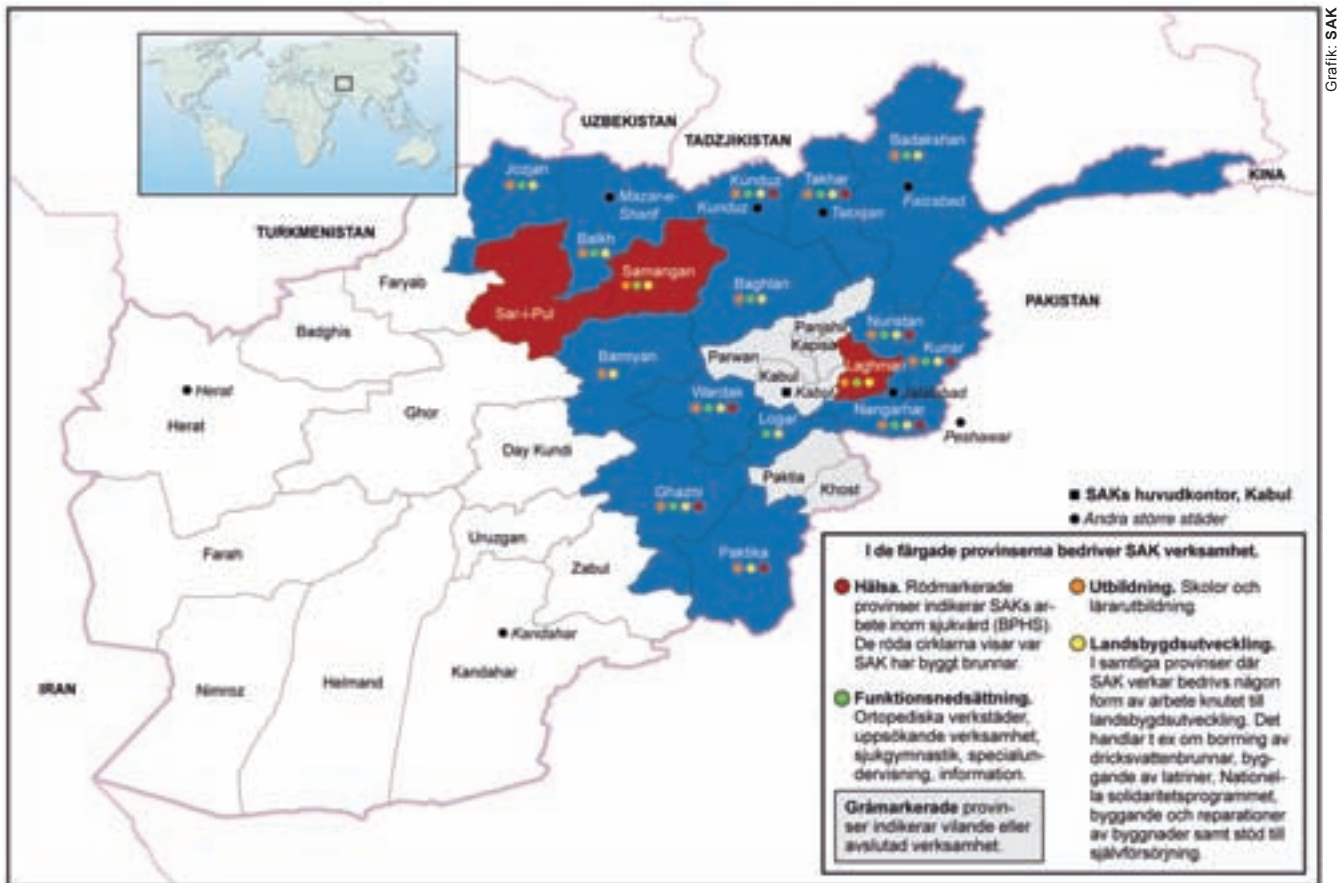 Grafik: SAK
UZBEKISTAN
TADZJIKISTAN
KINA
TURKMENISTAN
PAKISTAN
IRAN
Jozjan
Mazar-e-
Sharif
Balkh
Kunduz
Kunduz
Takhar
Taloqan
Badakshan
Faizabad
Faryab
Sar-i-Pul
Samangan
Baghlan
Badghis
Bamiyan
Parwan
Panjshir
Kapisa
Nuristan
Kunar
Laghman
Kabul
Kabul
Jalalabad
Wardak
Logar
Nangarhar
Peshawar
Herat
Herat
Ghor
Day Kundi
Ghazni
Paktia
Khost
Paktika
Farah
Uruzgan
Zabul
Kandahar
Kandahar
Nimroz
Helmand
SAKs huvudkontor, Kabul
Andra större städer
I de färgade provinserna bedriver SAK verksamhet.
Hälsa. Rödmarkerade
provinser indikerar SAKs ar-
bete inom sjukvård (BPHS).
De röda cirklarna visar var
SAK har byggt brunnar.
Funktionsnedsättning.
Ortopediska verkstäder,
uppsökande verksamhet,
sjukgymnastik, specialun-
dervisning, information.
Gråmarkerade provin-
ser indikerar vilande eller
avslutad verksamhet.
Utbildning. Skolor och
lärarutbildning.
Landsbygdsutveckling.
I samtliga provinser där
SAK verkar bedrivs någon
form av arbete knutet till
landsbygdsutveckling. Det
handlar t ex om borrning av
dricksvattenbrunnar, byg-
gande av latriner, Nationel-
la solidaritetsprogrammet,
byggande och reparationer
av byggnader samt stöd till
självförsörjning.